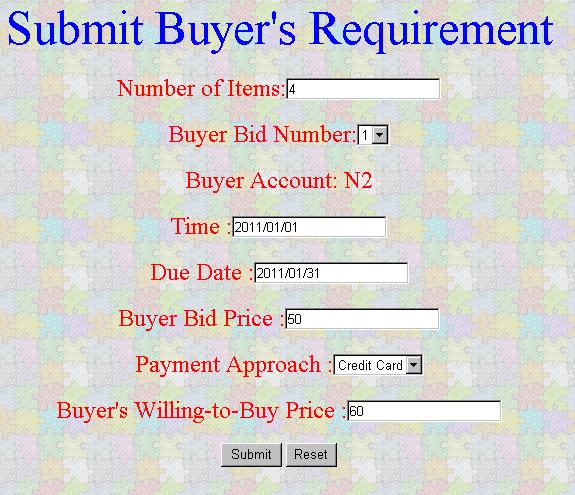 Submit Buyer's Requirement
Number of Items:4
Buyer Bid Number:1
Buyer Account: N2
Time :2011/01/01
Due Date :2011/01/31
Buyer Bid Price :50
Payment Approach :Credit Card
Buyer's Willing-to-Buy Price :60
Submit Reset